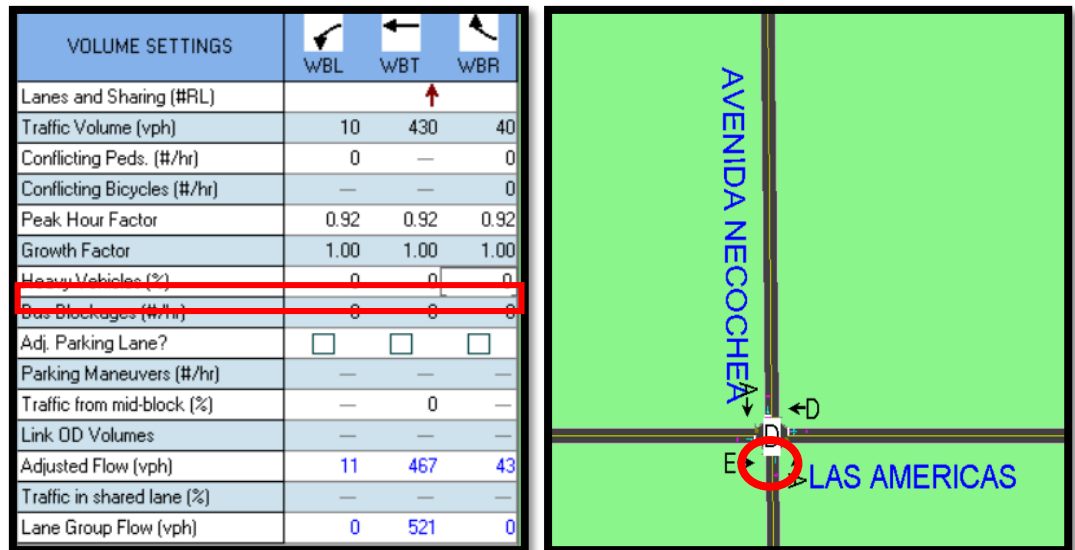 VOLUME SETTINGS WBL WBT WBR
Lanes and Sharing (#RL)
Traffic Volume (vph) 10 430 40
Conflicting Peds. (#/hr) 0 — 0
Conflicting Bicycles (#/hr) — — 0
Peak Hour Factor 0.92 0.92 0.92
Growth Factor 1.00 1.00 1.00
Heavy Vehicles (%) 0 0 0
Bus Blockages (#/hr) 0 0 0
Adj. Parking Lane?
Parking Maneuvers (#/hr) — — —
Traffic from mid-block (%) — 0 —
Link OD Volumes — — —
Adjusted Flow (vph) 11 467 43
Traffic in shared lane (%) — — —
Lane Group Flow (vph) 0 521 0
AVENIDA NECOCHEA
A
D
D
E
A
LAS AMERICAS